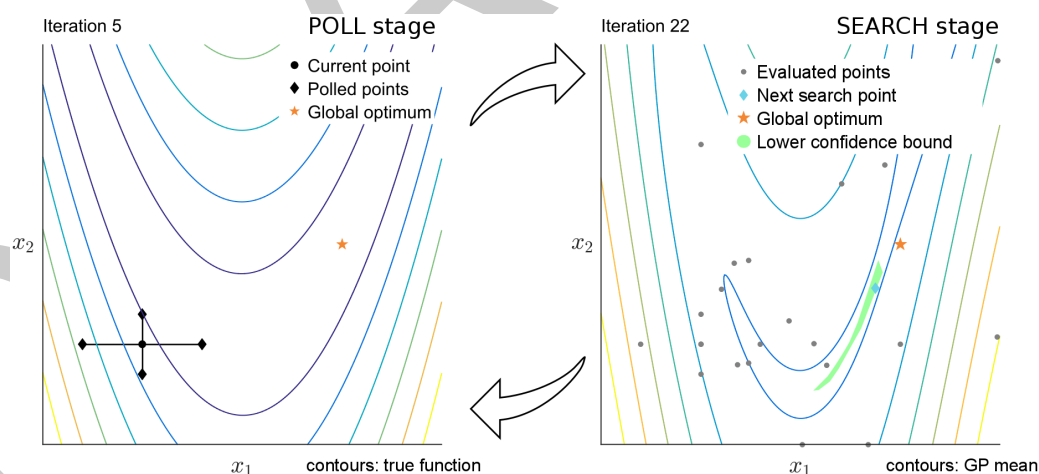 Iteration 5
POLL stage
Current point
Polled points
Global optimum
x2
x1
contours: true function
Iteration 22
SEARCH stage
Evaluated points
Next search point
Global optimum
Lower confidence bound
x2
x1
contours: GP mean